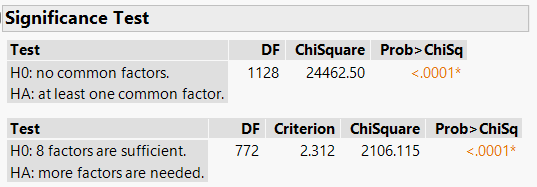 Significance Test
Test DF ChiSquare Prob>ChiSq
H0: no common factors. 1128 24462.50 <.0001*
HA: at least one common factor.
Test DF Criterion ChiSquare Prob>ChiSq
H0: 8 factors are sufficient. 772 2.312 2106.115 <.0001*
HA: more factors are needed.